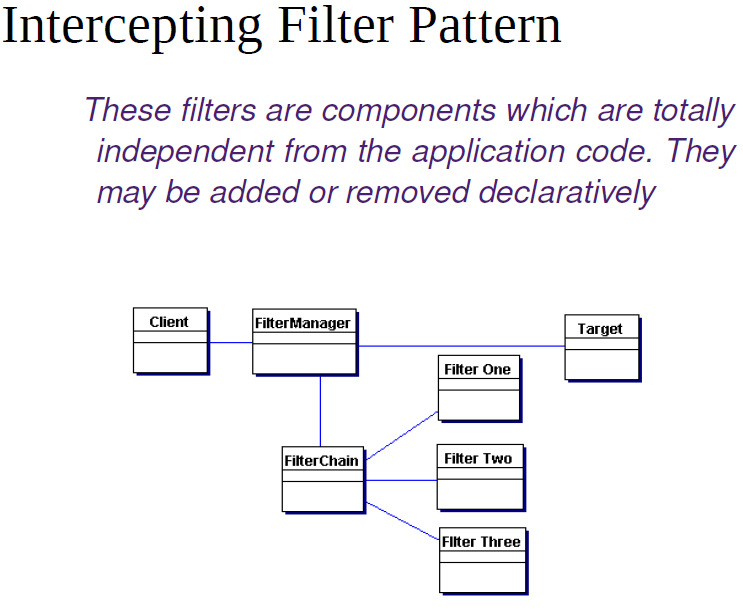 Intercepting Filter Pattern
These filters are components which are totally
independent from the application code. They
may be added or removed declaratively
Client
FilterManager
Target
Filter One
FilterChain
Filter Two
FIlter Three